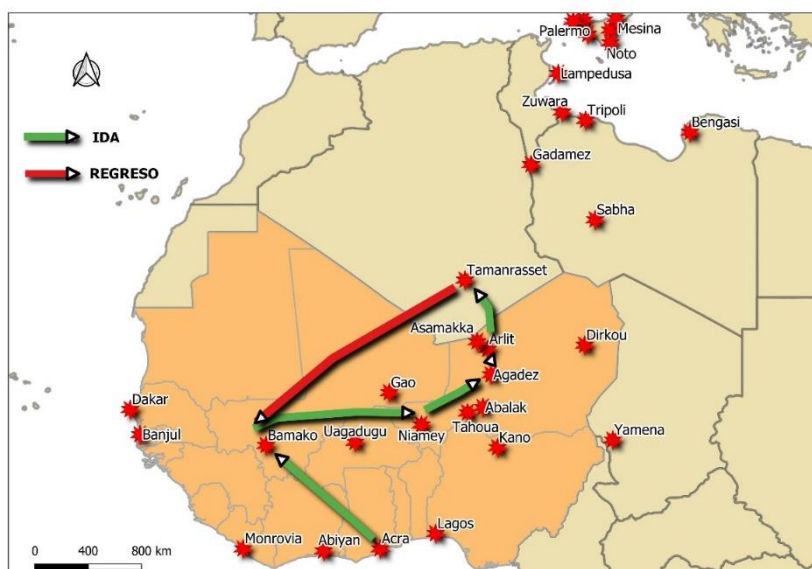 Palermo
Mesina
Noto
Lampedusa
Zuwara
Tripoli
Bengasi
IDA
REGRESO
Gadamez
Sabha
Tamanrasset
Asamakka
Arlit
Dirkou
Agadez
Gao
Dakar
Abalak
Banjul
Bamako
Uagadugu
Niamey
Tahoua
Kano
Yamena
Lagos
Monrovia
Abiyan
Acra
0 400 800 km